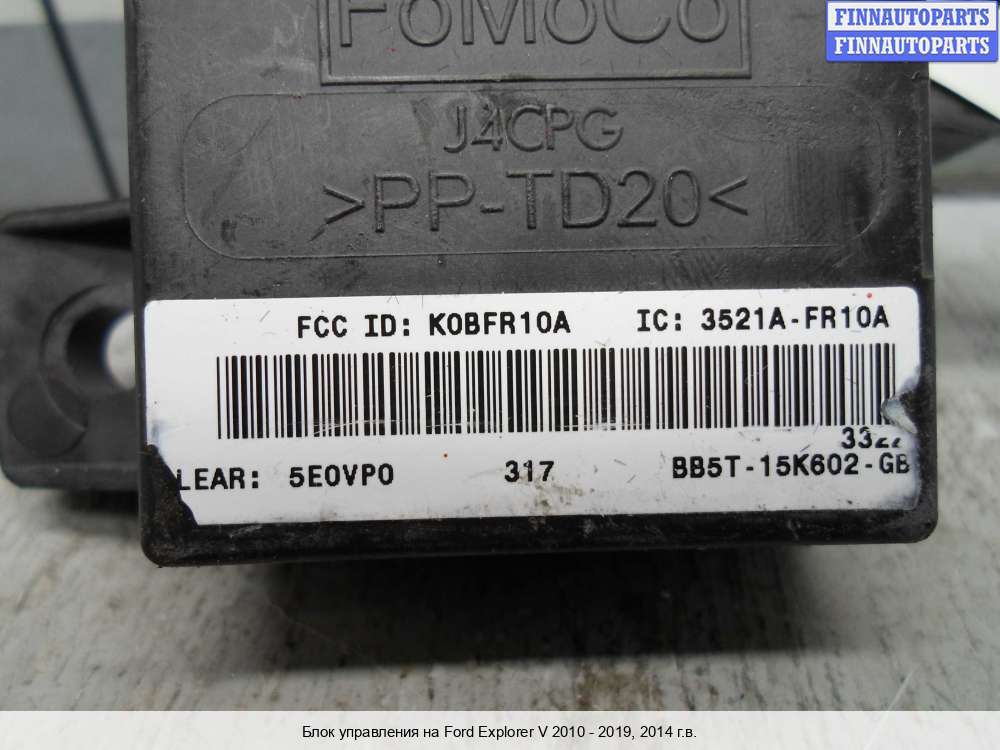 FoMoCo
FINNAUTOPARTS
FINNAUTOPARTS
J4CPG
>PP-TD20<
FCC ID: KOBFR10A IC: 3521A-FR10A
LEAR: 5E0VP0 317 BB5T-15K602-GB
Блок управления на Ford Explorer V 2010 - 2019, 2014 г.в.